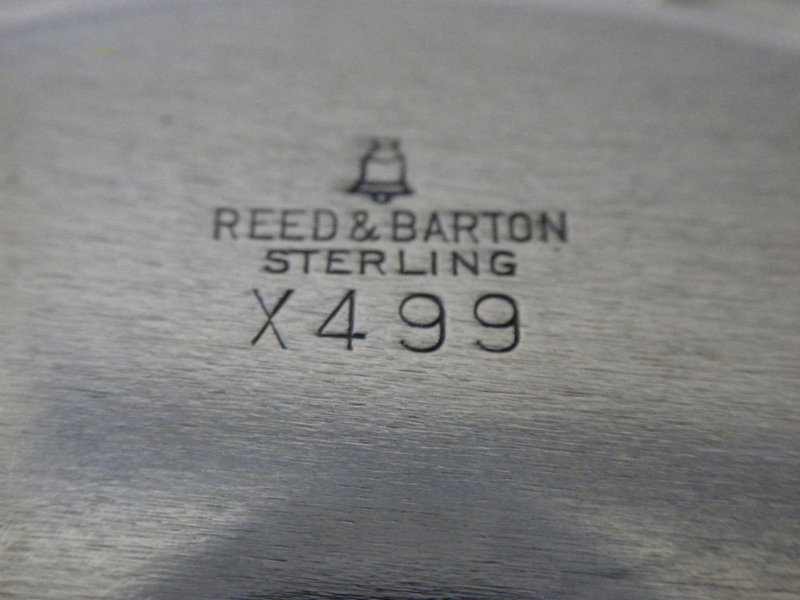 REED & BARTON
STERLING
X499